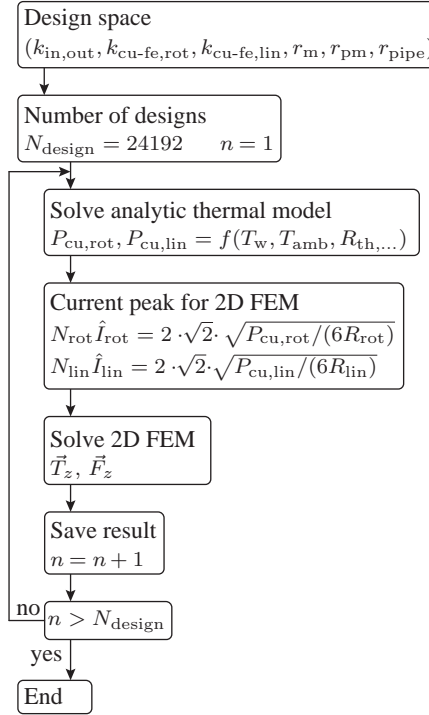 Design space
(k_in,out, k_cu-fe,rot, k_cu-fe,lin, r_m, r_pm, r_pipe)
Number of designs
N_design = 24192 n = 1
Solve analytic thermal model
P_cu,rot, P_cu,lin = f(T_w, T_amb, R_th,...)
Current peak for 2D FEM
N_rot Î_rot = 2 · √2 · √(P_cu,rot/(6R_rot))
N_lin Î_lin = 2 · √2 · √(P_cu,lin/(6R_lin))
Solve 2D FEM
T⃗_z, F⃗_z
Save result
n = n + 1
no
n > N_design
yes
End